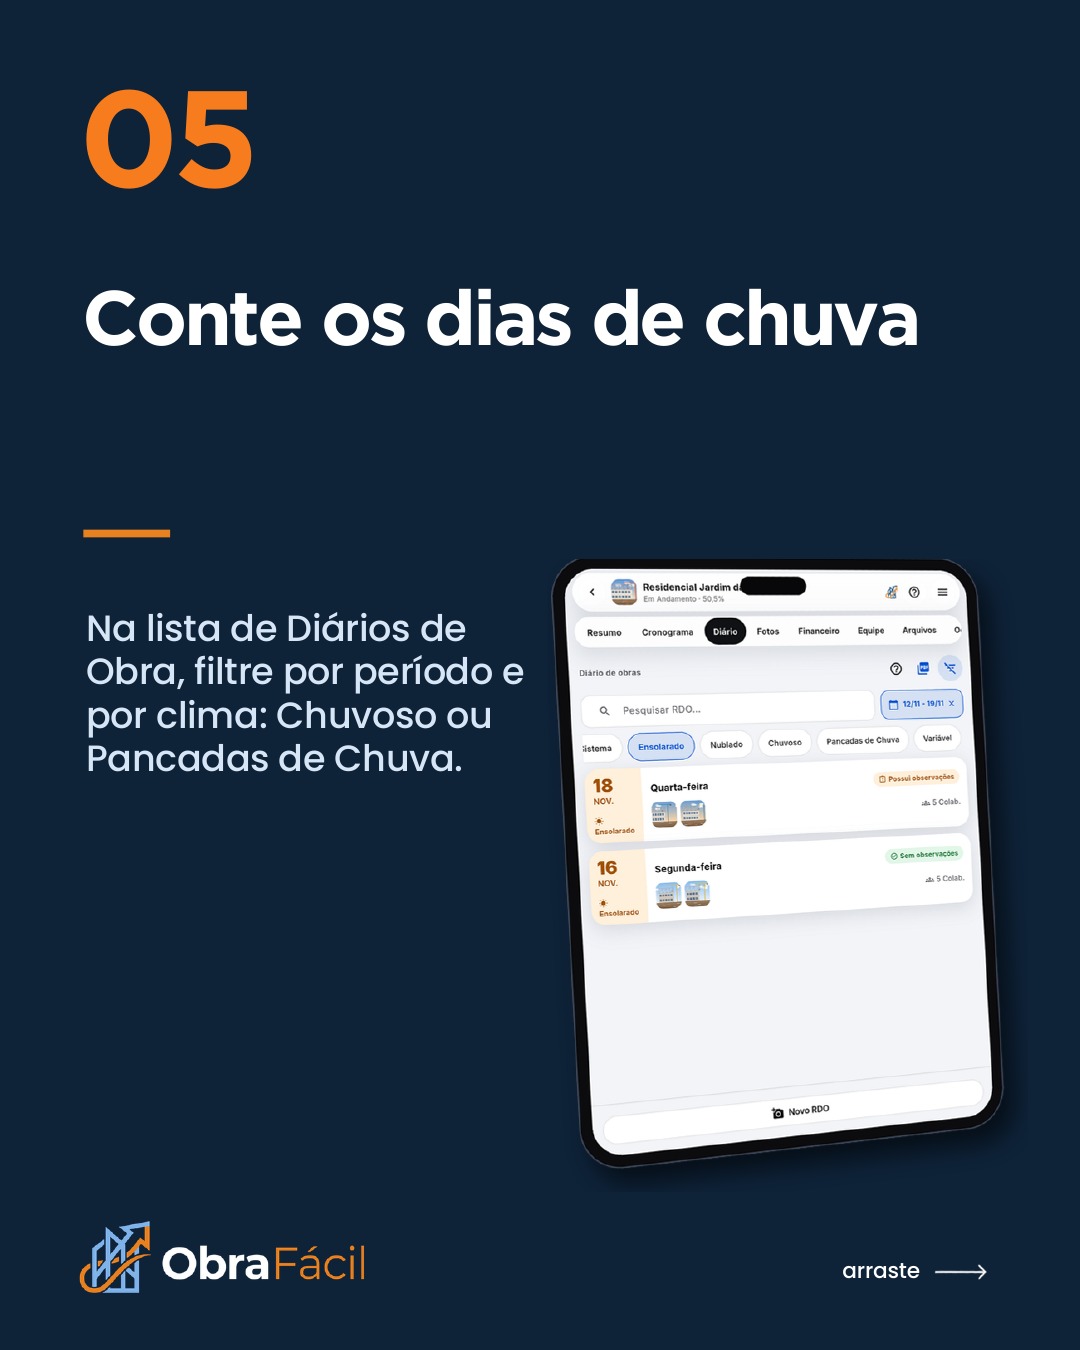 05
Conte os dias de chuva
Na lista de Diários de
Obra, filtre por período e
por clima: Chuvoso ou
Pancadas de Chuva.
Residencial Jardim
Em Andamento - 50,5%
Resumo Cronograma Diário Fotos Financeiro Equipe Arquivos
Diário de obras
PDF
Pesquisar RDO...
12/11 - 19/11 x
Ensolarado Nublado Chuvoso Pancadas de Chuva Variável
18
NOV.
Ensolarado
Quarta-feira
Possui observações
5 Colab.
16
NOV.
Ensolarado
Segunda-feira
Sem observações
5 Colab.
Novo RDO
ObraFácil
arraste